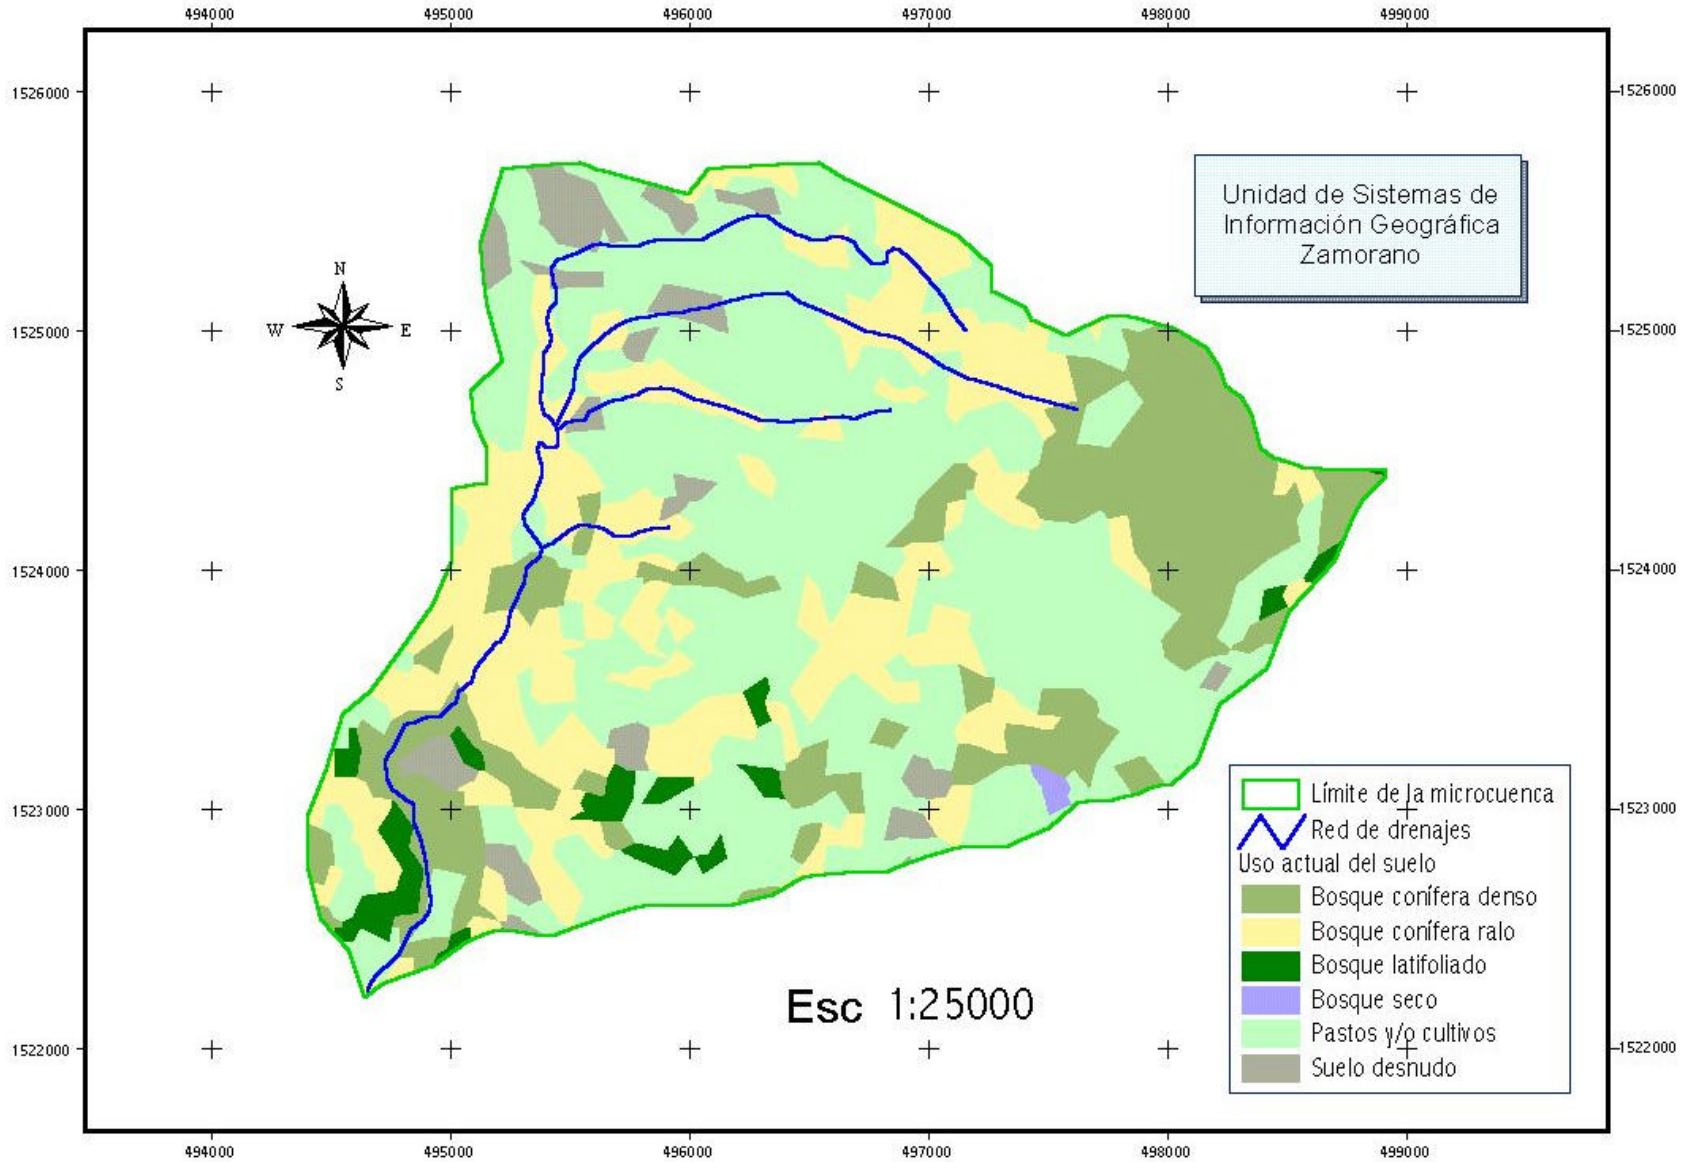 494000 495000 496000 497000 498000 499000
1526000 1526000
Unidad de Sistemas de
Información Geográfica
Zamorano
N
W E
S
1525000 1525000
1524000 1524000
1523000 1523000
Límite de la microcuenca
Red de drenajes
Uso actual del suelo
Bosque conífera denso
Bosque conífera ralo
Bosque latifoliado
Bosque seco
Pastos y/o cultivos
Suelo desnudo
Esc 1:25000
1522000 1522000
494000 495000 496000 497000 498000 499000